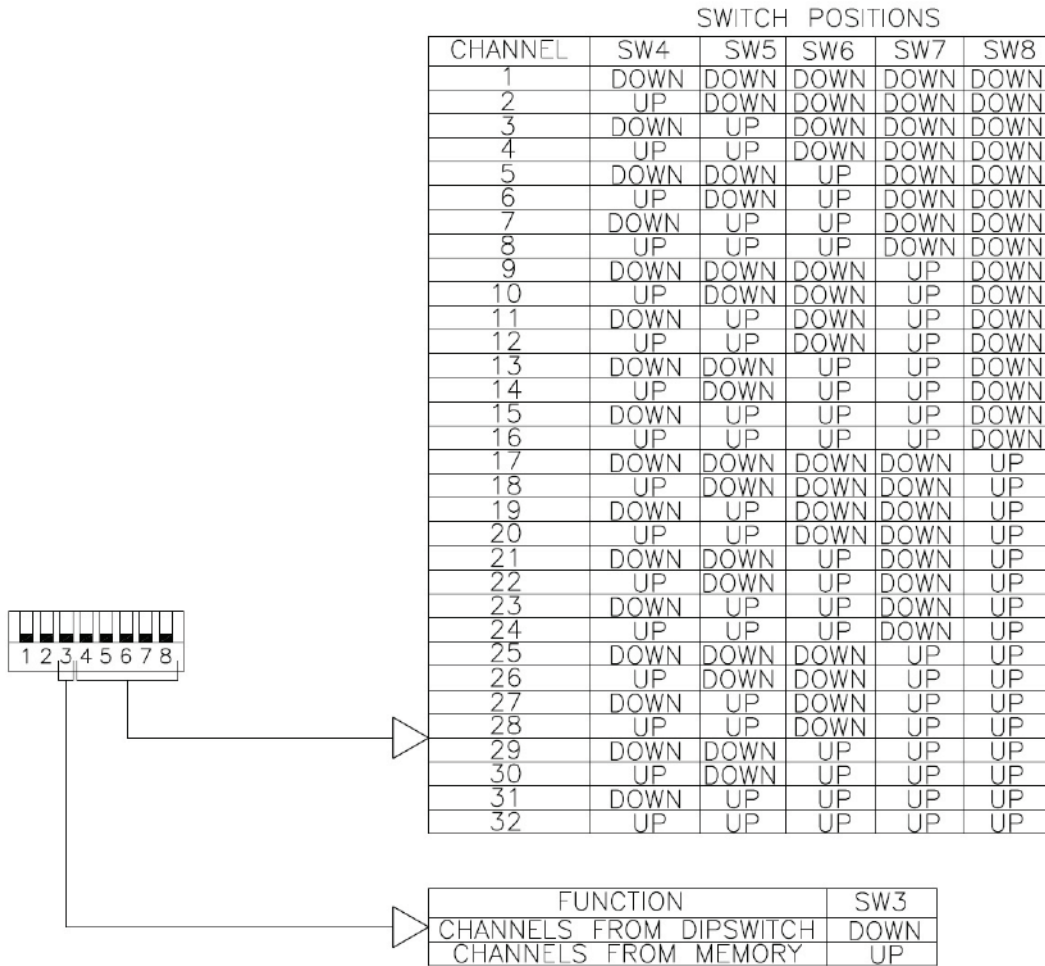 SWITCH POSITIONS
CHANNEL SW4 SW5 SW6 SW7 SW8
1 DOWN DOWN DOWN DOWN DOWN
2 UP DOWN DOWN DOWN DOWN
3 DOWN UP DOWN DOWN DOWN
4 UP UP DOWN DOWN DOWN
5 DOWN DOWN UP DOWN DOWN
6 UP DOWN UP DOWN DOWN
7 DOWN UP UP DOWN DOWN
8 UP UP UP DOWN DOWN
9 DOWN DOWN DOWN UP DOWN
10 UP DOWN DOWN UP DOWN
11 DOWN UP DOWN UP DOWN
12 UP UP DOWN UP DOWN
13 DOWN DOWN UP UP DOWN
14 UP DOWN UP UP DOWN
15 DOWN UP UP UP DOWN
16 UP UP UP UP DOWN
17 DOWN DOWN DOWN DOWN UP
18 UP DOWN DOWN DOWN UP
19 DOWN UP DOWN DOWN UP
20 UP UP DOWN DOWN UP
21 DOWN DOWN UP DOWN UP
22 UP DOWN UP DOWN UP
23 DOWN UP UP DOWN UP
24 UP UP UP DOWN UP
25 DOWN DOWN DOWN UP UP
26 UP DOWN DOWN UP UP
27 DOWN UP DOWN UP UP
28 UP UP DOWN UP UP
29 DOWN DOWN UP UP UP
30 UP DOWN UP UP UP
31 DOWN UP UP UP UP
32 UP UP UP UP UP
1 2 3 4 5 6 7 8
FUNCTION SW3
CHANNELS FROM DIPSWITCH DOWN
CHANNELS FROM MEMORY UP